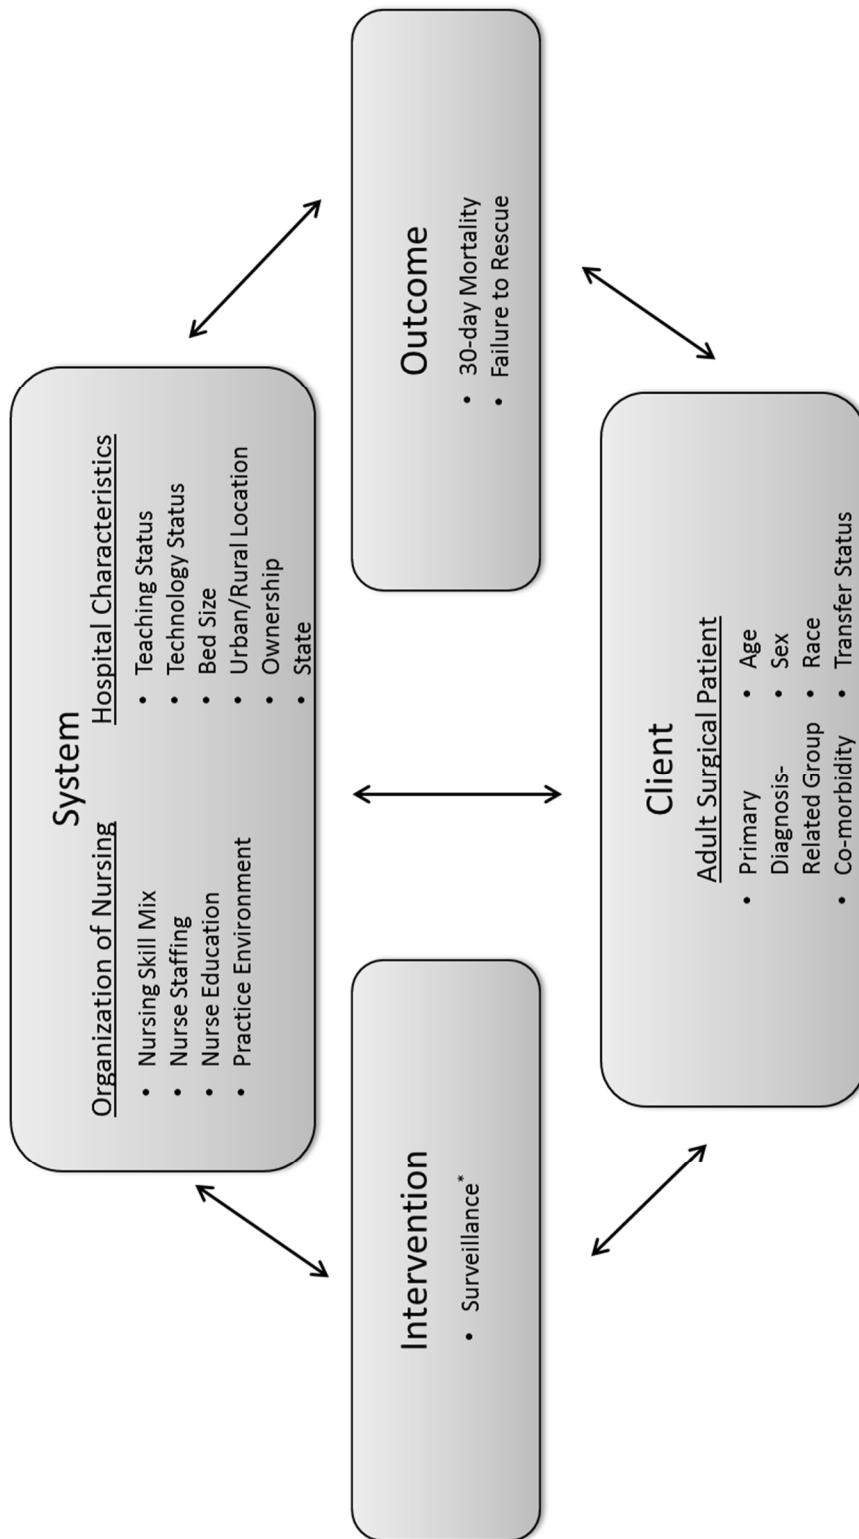 System
Organization of Nursing
• Nursing Skill Mix
• Nurse Staffing
• Nurse Education
• Practice Environment
Hospital Characteristics
• Teaching Status
• Technology Status
• Bed Size
• Urban/Rural Location
• Ownership
• State
Intervention
• Surveillance*
Outcome
• 30-day Mortality
• Failure to Rescue
Client
Adult Surgical Patient
• Primary
Diagnosis-
Related Group
• Co-morbidity
• Age
• Sex
• Race
• Transfer Status